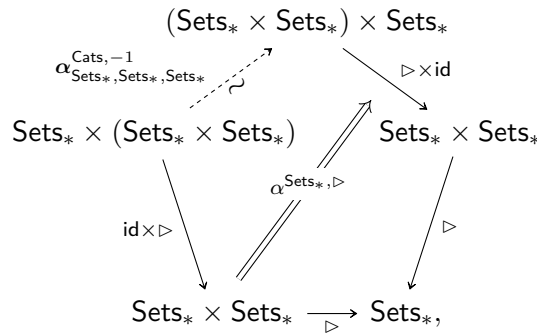 (Sets∗ × Sets∗) × Sets∗
α^{Cats,−1}_{Sets∗,Sets∗,Sets∗}
▷×id
∼
Sets∗ × (Sets∗ × Sets∗)
Sets∗ × Sets∗
α^{Sets∗,▷}
id×▷
▷
Sets∗ × Sets∗
▷
Sets∗,